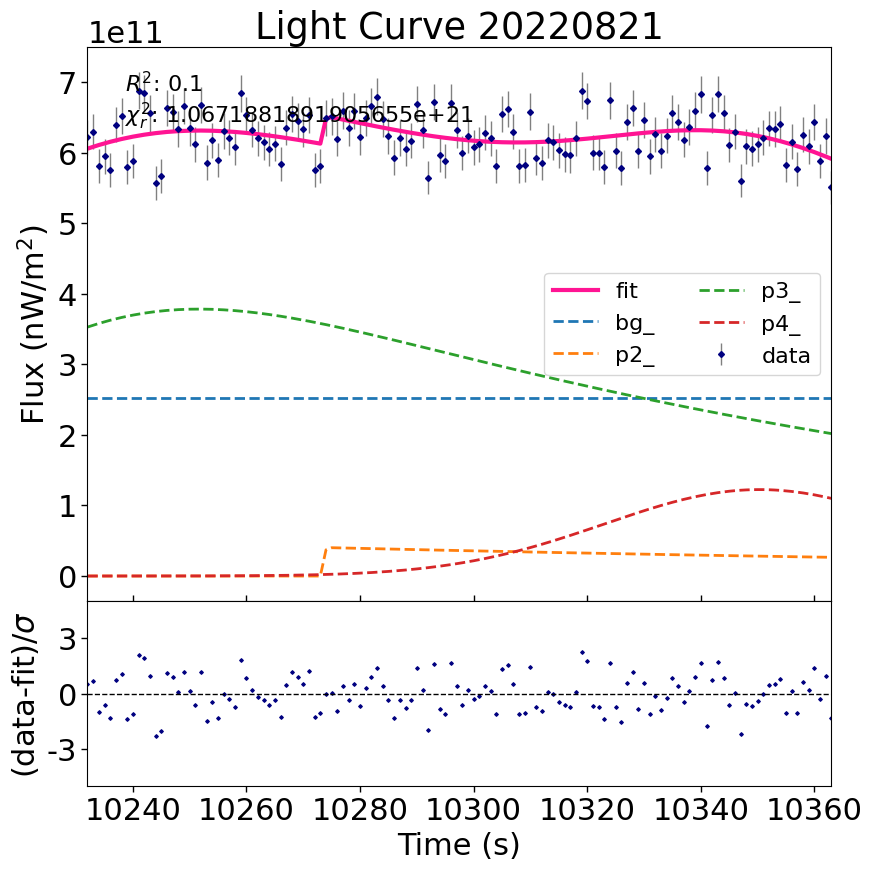 Light Curve 20220821
1e11
R²: 0.1
χ²ᵣ: 1.0671881891905655e+21
Flux (nW/m²)
7
6
5
4
3
2
1
0
fit
bg_
p2_
p3_
p4_
data
(data-fit)/σ
3
0
-3
10240 10260 10280 10300 10320 10340 10360
Time (s)